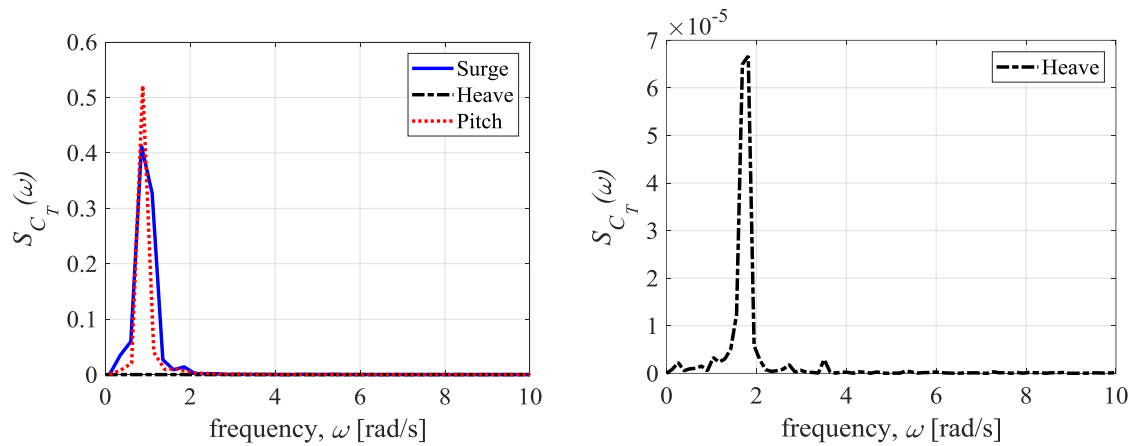 0.6
0.5
0.4
0.3
0.2
0.1
0
0 2 4 6 8 10
S_{C_T}(ω)
frequency, ω [rad/s]
Surge
Heave
Pitch
×10^{-5}
7
6
5
4
3
2
1
0
0 2 4 6 8 10
S_{C_T}(ω)
frequency, ω [rad/s]
Heave